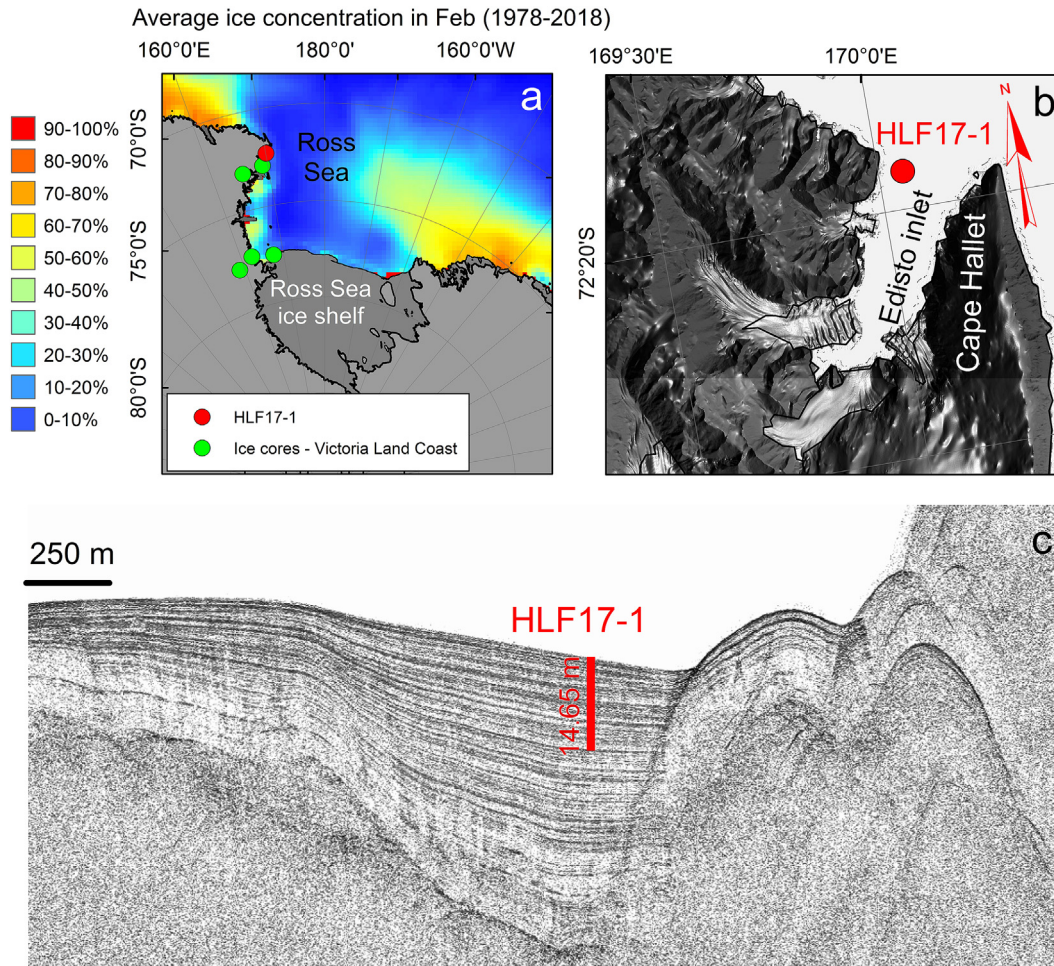 Average ice concentration in Feb (1978-2018)
160°0'E 180°0' 160°0'W
a
90-100%
80-90%
70-80%
60-70%
50-60%
40-50%
30-40%
20-30%
10-20%
0-10%
70°0'S
75°0'S
80°0'S
Ross
Sea
Ross Sea
ice shelf
HLF17-1
Ice cores - Victoria Land Coast
169°30'E 170°0'E
b
N
HLF17-1
72°20'S
Edisto inlet
Cape Hallet
c
250 m
HLF17-1
14.65 m